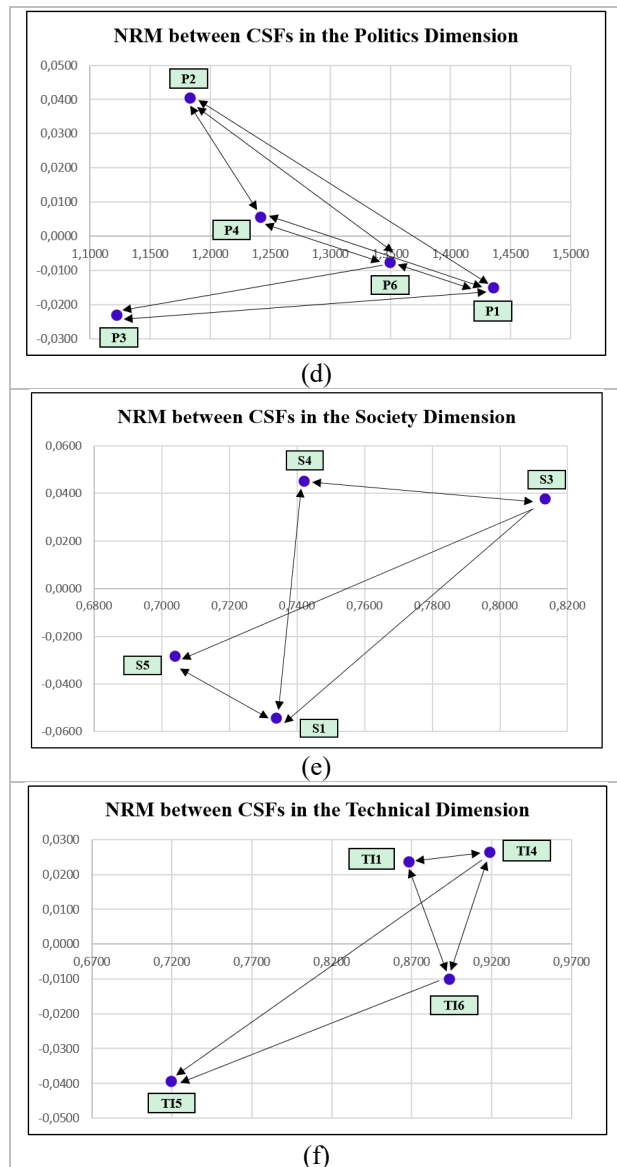 NRM between CSFs in the Politics Dimension
0,0500
P2
0,0400
0,0300
0,0200
0,0100
P4
0,0000
1,1000 1,1500 1,2000 1,2500 1,3000 1,3500 1,4000 1,4500 1,5000
-0,0100
P6
P1
-0,0200
P3
-0,0300
(d)
NRM between CSFs in the Society Dimension
0,0600
S4
S3
0,0400
0,0200
0,0000
0,6800 0,7000 0,7200 0,7400 0,7600 0,7800 0,8000 0,8200
-0,0200
S5
-0,0400
-0,0600
S1
(e)
NRM between CSFs in the Technical Dimension
0,0300
TI1
TI4
0,0200
0,0100
0,0000
0,6700 0,7200 0,7700 0,8200 0,8700 0,9200 0,9700
-0,0100
TI6
-0,0200
-0,0300
-0,0400
TI5
-0,0500
(f)